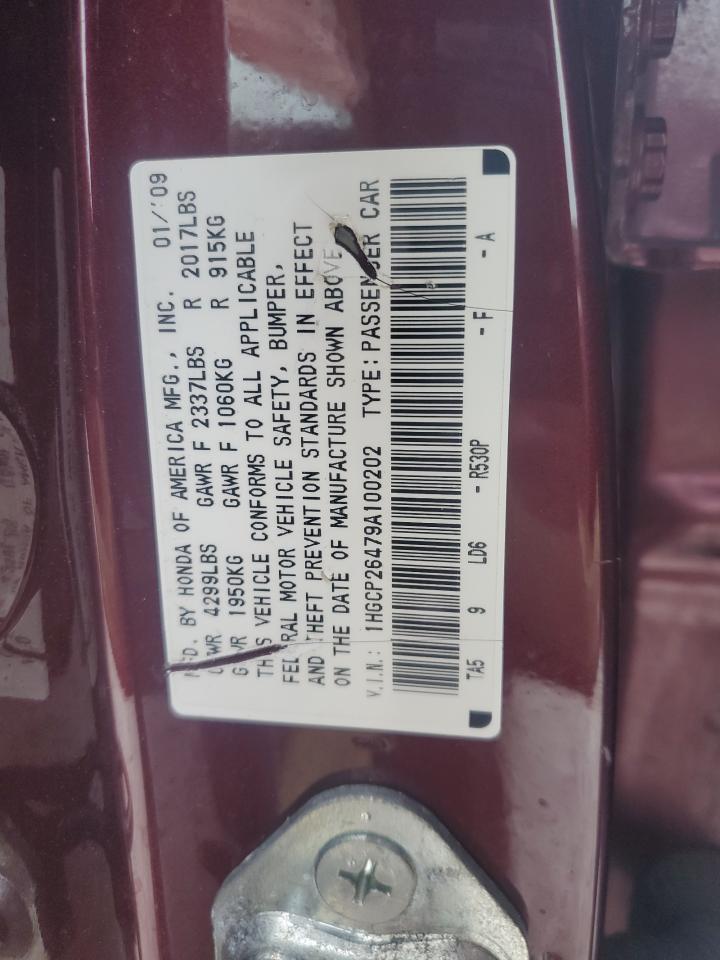 MFD. BY HONDA OF AMERICA MFG., INC. 01/'09
GVWR 4299LBS GAWR F 2337LBS R 2017LBS
GVWR 1950KG GAWR F 1060KG R 915KG
THIS VEHICLE CONFORMS TO ALL APPLICABLE
FEDERAL MOTOR VEHICLE SAFETY, BUMPER,
AND THEFT PREVENTION STANDARDS IN EFFECT
ON THE DATE OF MANUFACTURE SHOWN ABOVE
V.I.N.: 1HGCP26479A100202 TYPE: PASSENGER CAR
TA5 9 LD6 - R530P - F - A